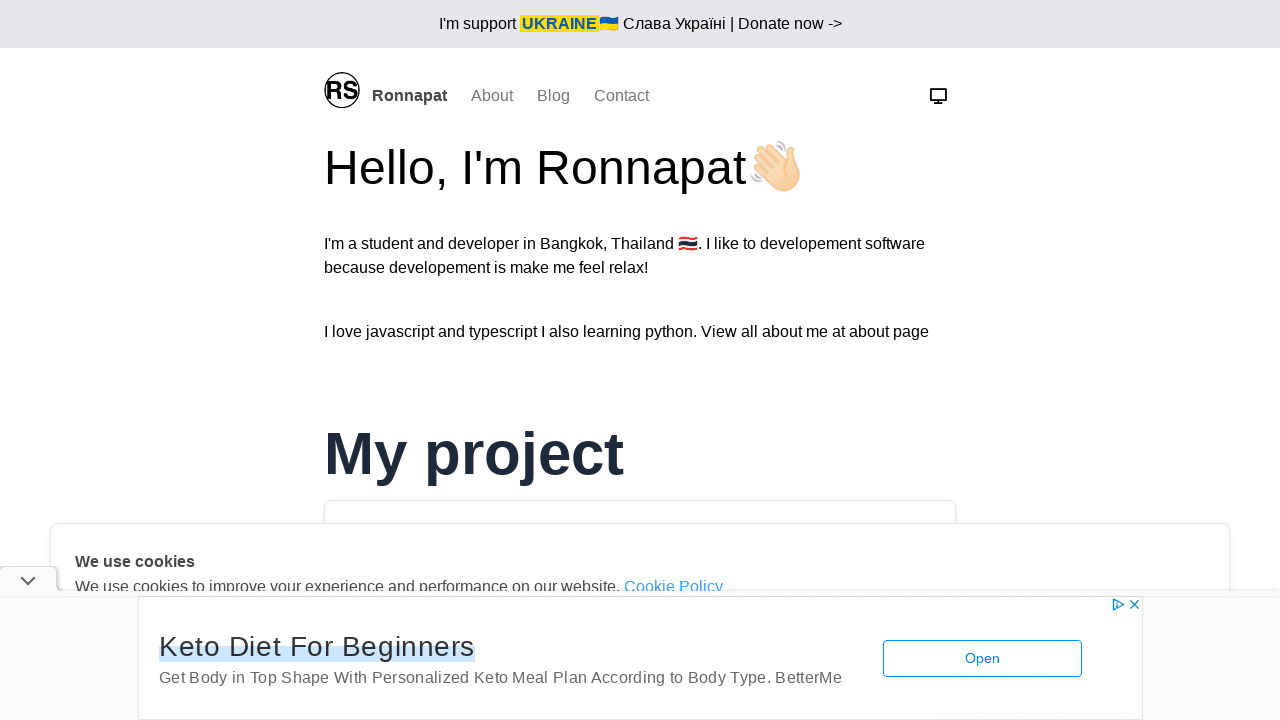 I'm support UKRAINE🇺🇦 Слава Україні | Donate now ->
RS Ronnapat About Blog Contact
Hello, I'm Ronnapat👋🏻
I'm a student and developer in Bangkok, Thailand 🇹🇭. I like to developement software
because developement is make me feel relax!
I love javascript and typescript I also learning python. View all about me at about page
My project
We use cookies
We use cookies to improve your experience and performance on our website. Cookie Policy
Keto Diet For Beginners
Get Body in Top Shape With Personalized Keto Meal Plan According to Body Type. BetterMe
Open